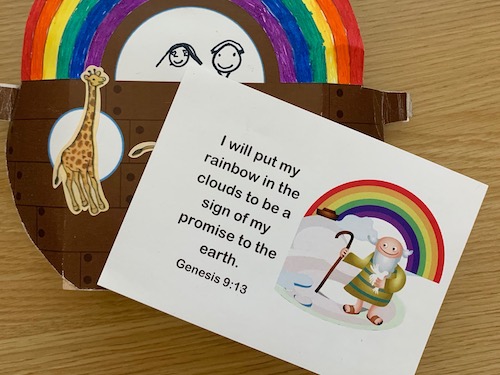 I will put my
rainbow in the
clouds to be a
sign of my
promise to the
earth.
Genesis 9:13